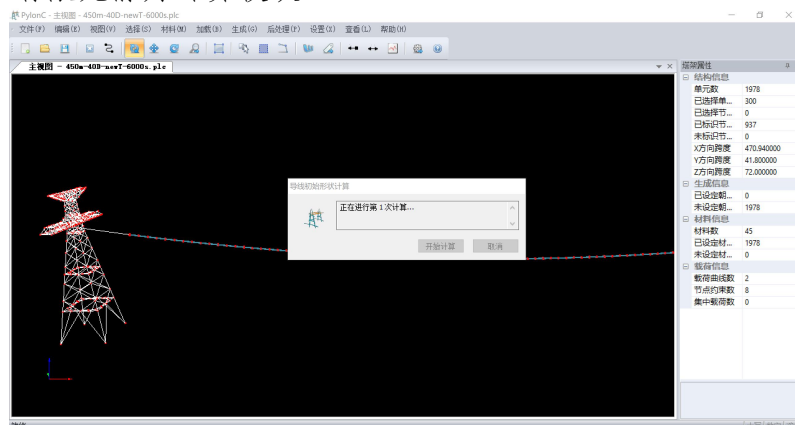 PylonC - 主视图 - 450m-40D-newT-6000s.plc
文件(F) 编辑(E) 视图(V) 选择(S) 材料(M) 加载(B) 生成(G) 后处理(P) 设置(X) 查看(L) 帮助(H)
主视图 - 450m-40D-newT-6000s.plc
塔架属性
结构信息
单元数 1978
已选择单... 300
已选择节... 0
已标识节... 937
未标识节... 0
X方向跨度 470.940000
Y方向跨度 41.800000
Z方向跨度 72.000000
生成信息
已设定朝... 0
未设定朝... 1978
材料信息
材料数 45
已设定材... 1978
未设定材... 0
载荷信息
载荷曲线数 2
节点约束数 8
集中载荷数 0
导线初始形状计算
正在进行第1次计算...
开始计算 取消